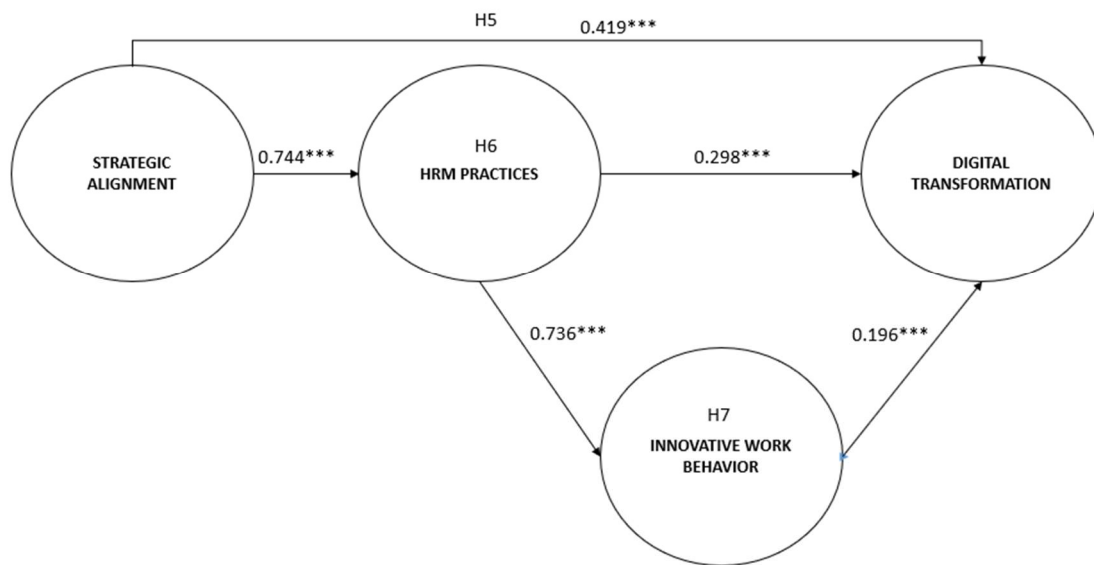 H5
0.419***
STRATEGIC
ALIGNMENT
0.744***
H6
HRM PRACTICES
0.298***
DIGITAL
TRANSFORMATION
0.736***
0.196***
H7
INNOVATIVE WORK
BEHAVIOR